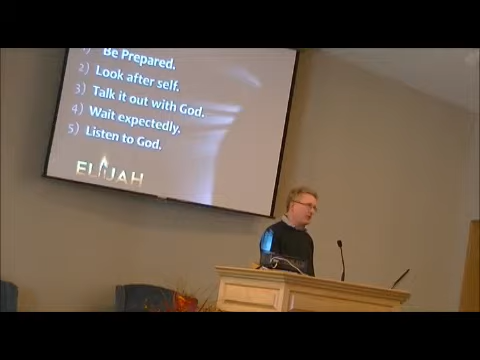 1) Be Prepared.
2) Look after self.
3) Talk it out with God.
4) Wait expectedly.
5) Listen to God.
ELIJAH